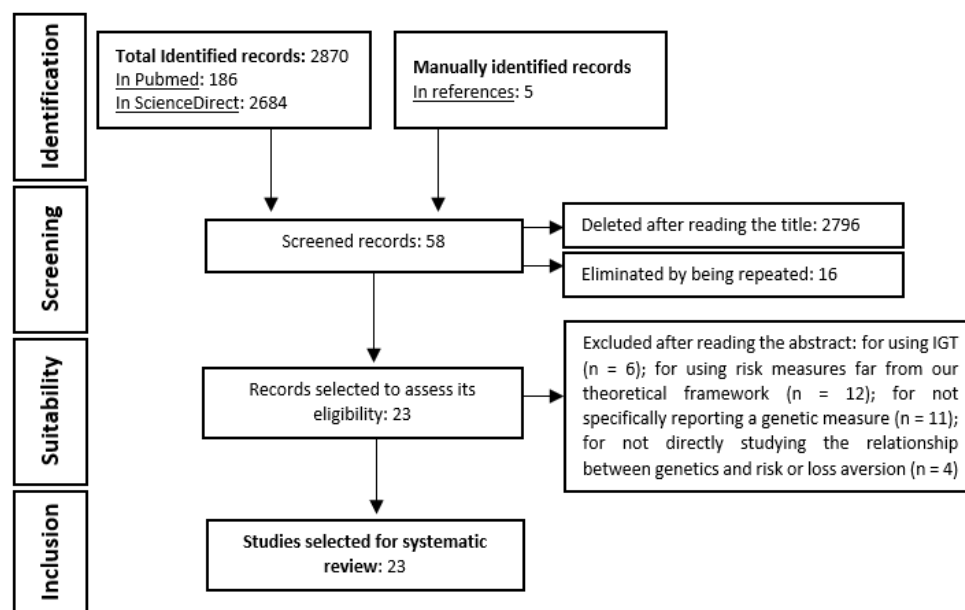 Identification
Total Identified records: 2870
In Pubmed: 186
In ScienceDirect: 2684
Manually identified records
In references: 5
Screening
Screened records: 58
Deleted after reading the title: 2796
Eliminated by being repeated: 16
Suitability
Records selected to assess its
eligibility: 23
Excluded after reading the abstract: for using IGT
(n = 6); for using risk measures far from our
theoretical framework (n = 12); for not
specifically reporting a genetic measure (n = 11);
for not directly studying the relationship
between genetics and risk or loss aversion (n = 4)
Inclusion
Studies selected for systematic
review: 23